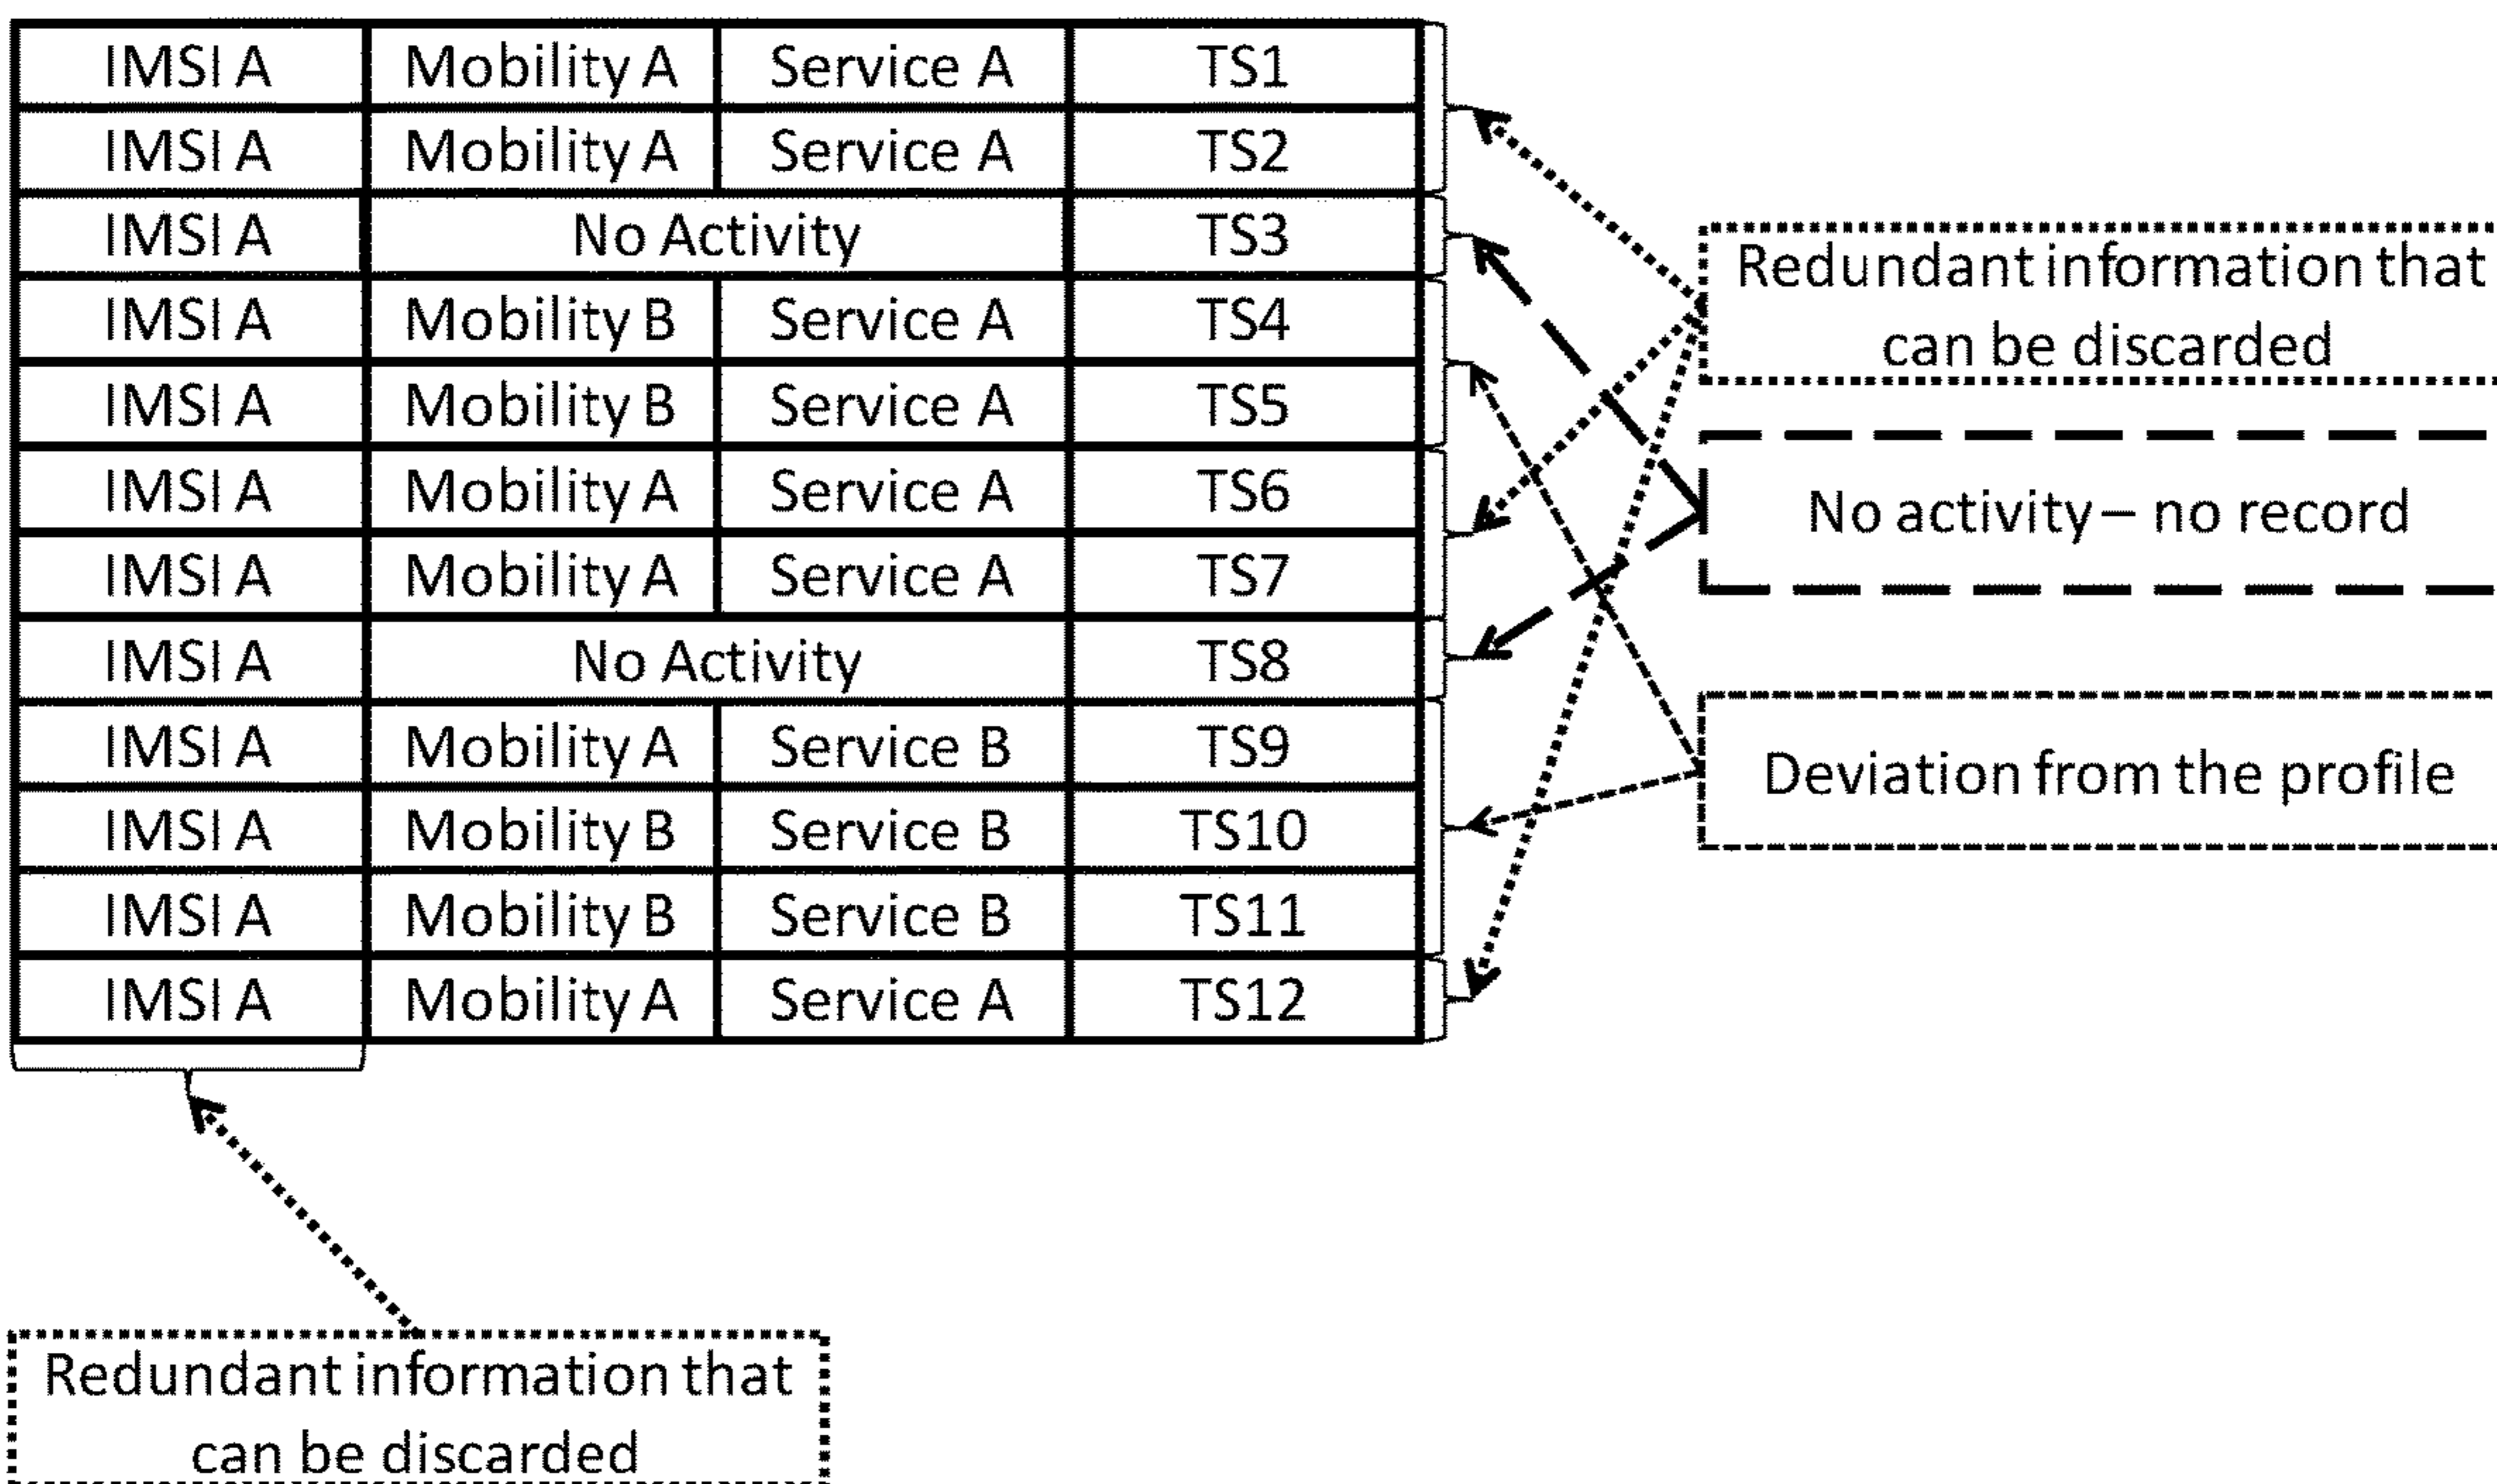 IMSI A Mobility A Service A TS1
IMSI A Mobility A Service A TS2
IMSI A No Activity TS3
IMSI A Mobility B Service A TS4
IMSI A Mobility B Service A TS5
IMSI A Mobility A Service A TS6
IMSI A Mobility A Service A TS7
IMSI A No Activity TS8
IMSI A Mobility A Service B TS9
IMSI A Mobility B Service B TS10
IMSI A Mobility B Service B TS11
IMSI A Mobility A Service A TS12
Redundant information that
can be discarded
No activity – no record
Deviation from the profile
Redundant information that
can be discarded